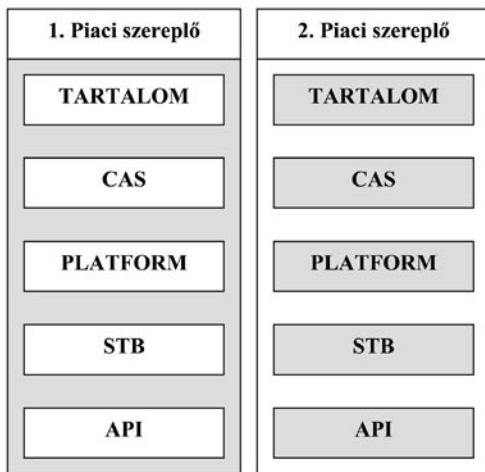 1. Piaci szereplő
TARTALOM
CAS
PLATFORM
STB
API
2. Piaci szereplő
TARTALOM
CAS
PLATFORM
STB
API